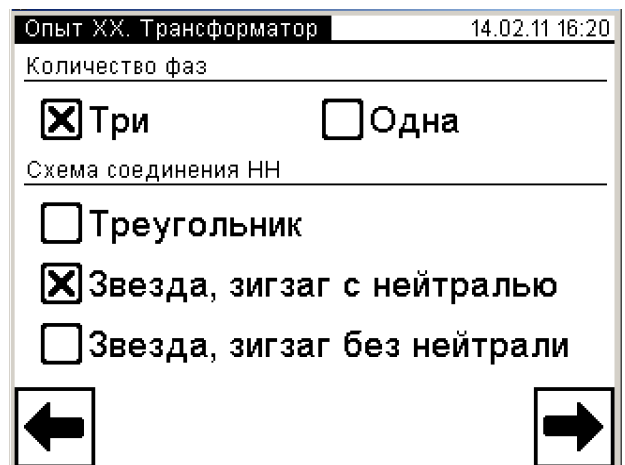 Опыт ХХ. Трансформатор 14.02.11 16:20
Количество фаз
Три Одна
Схема соединения НН
Треугольник
Звезда, зигзаг с нейтралью
Звезда, зигзаг без нейтрали